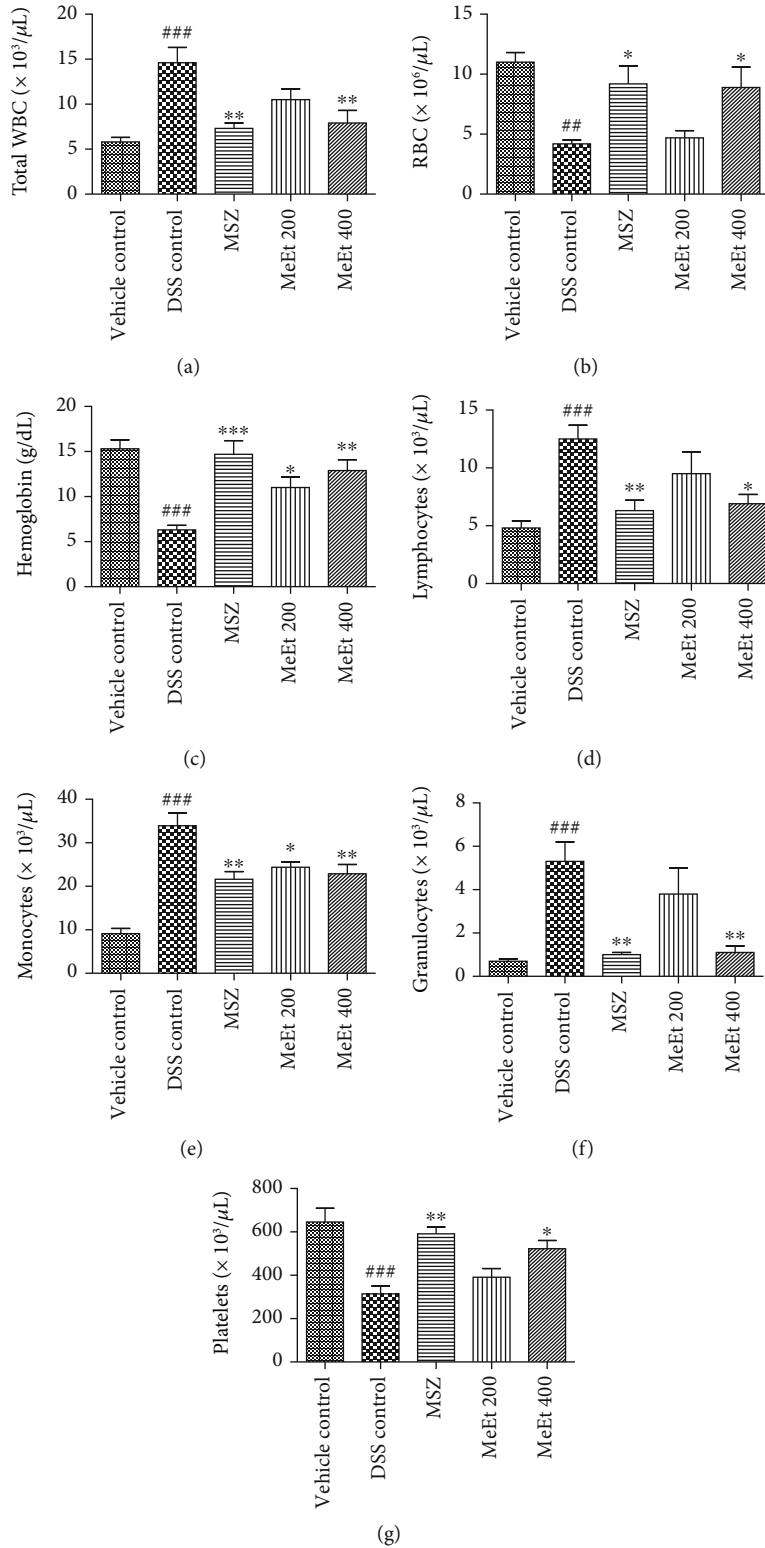 Total WBC (× 10³/μL)
20
15
10
5
0
###
**
**
Vehicle control
DSS control
MSZ
MeEt 200
MeEt 400
(a)
RBC (× 10⁶/μL)
15
10
5
0
##
*
*
Vehicle control
DSS control
MSZ
MeEt 200
MeEt 400
(b)
Hemoglobin (g/dL)
20
15
10
5
0
###
***
*
**
Vehicle control
DSS control
MSZ
MeEt 200
MeEt 400
(c)
Lymphocytes (× 10³/μL)
15
10
5
0
###
**
*
Vehicle control
DSS control
MSZ
MeEt 200
MeEt 400
(d)
Monocytes (× 10³/μL)
40
30
20
10
0
###
**
*
**
Vehicle control
DSS control
MSZ
MeEt 200
MeEt 400
(e)
Granulocytes (× 10³/μL)
8
6
4
2
0
###
**
**
Vehicle control
DSS control
MSZ
MeEt 200
MeEt 400
(f)
Platelets (× 10³/μL)
800
600
400
200
0
###
**
*
Vehicle control
DSS control
MSZ
MeEt 200
MeEt 400
(g)